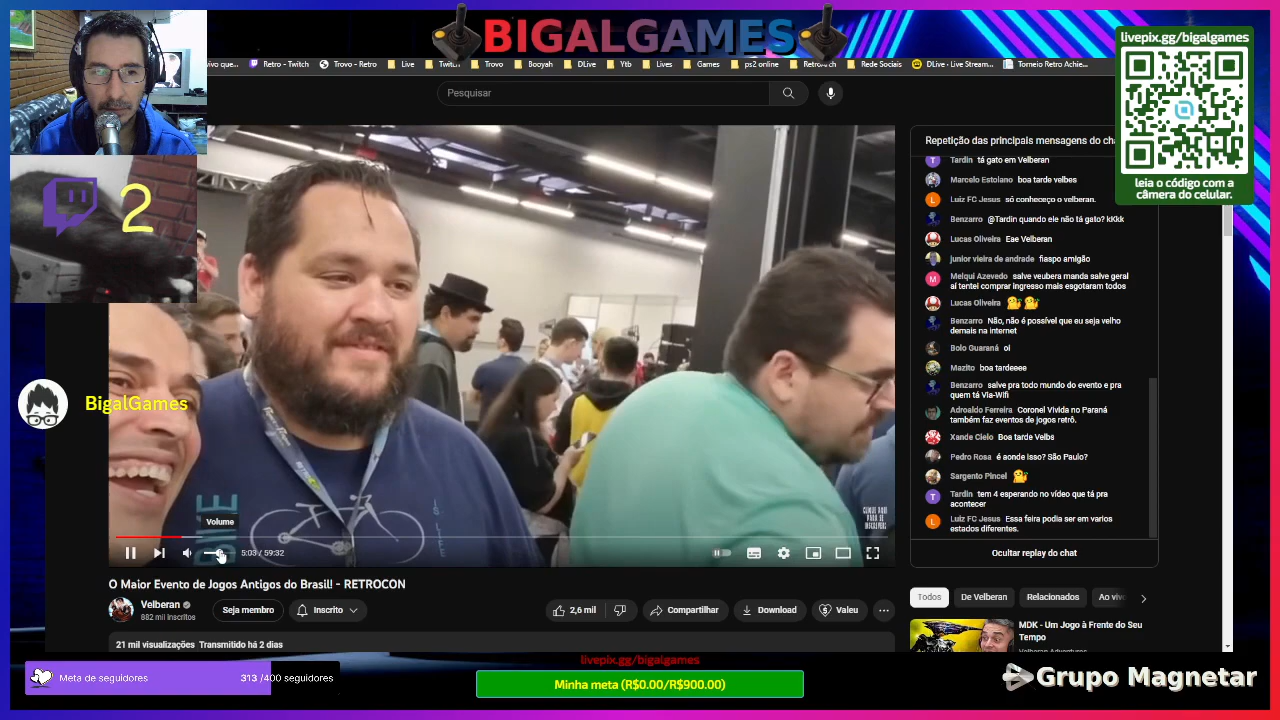 BIGALGAMES
livepix.gg/bigalgames
leia o código com a
câmera do celular.
vivo que...
Retro - Twitch
Trovo - Retro
Live
Twitch
Trovo
Booyah
DLive
Ytb
Lives
Games
ps2 online
RetroArch
Rede Sociais
DLive · Live Stream...
Torneio Retro Achie...
Pesquisar
2
BigalGames
Volume
5:03 / 59:32
Repetição das principais mensagens do cha
Tardin tá gato em Velberan
Marcelo Estolano boa tarde velbes
Luiz FC Jesus só conheço o velberan.
Benzarro @Tardin quando ele não tá gato? kKkk
Lucas Oliveira Eae Velberan
junior vieira de andrade fiaspo amigão
Melqui Azevedo salve veubera manda salve geral
aí tentei comprar ingresso mais esgotaram todos
Lucas Oliveira
Benzarro Não, não é possível que eu seja velho
demais na internet
Bolo Guaraná oi
Mazito boa tardeeee
Benzarro salve pra todo mundo do evento e pra
quem tá Via-Wifi
Adroaldo Ferreira Coronel Vivida no Paraná
também faz eventos de jogos retrô.
Xande Cielo Boa tarde Velbs
Pedro Rosa é aonde isso? São Paulo?
Sargento Pincel
Tardin tem 4 esperando no vídeo que tá pra
acontecer
Luiz FC Jesus Essa feira podia ser em varios
estados diferentes.
Ocultar replay do chat
O Maior Evento de Jogos Antigos do Brasil! - RETROCON
Velberan
882 mil inscritos
Seja membro
Inscrito
2,6 mil
Compartilhar
Download
Valeu
21 mil visualizações Transmitido há 2 dias
Todos
De Velberan
Relacionados
Ao viv
MDK - Um Jogo à Frente do Seu
Tempo
Velberan Adventures
livepix.gg/bigalgames
Meta de seguidores
313 /400 seguidores
Minha meta (R$0.00/R$900.00)
Grupo Magnetar